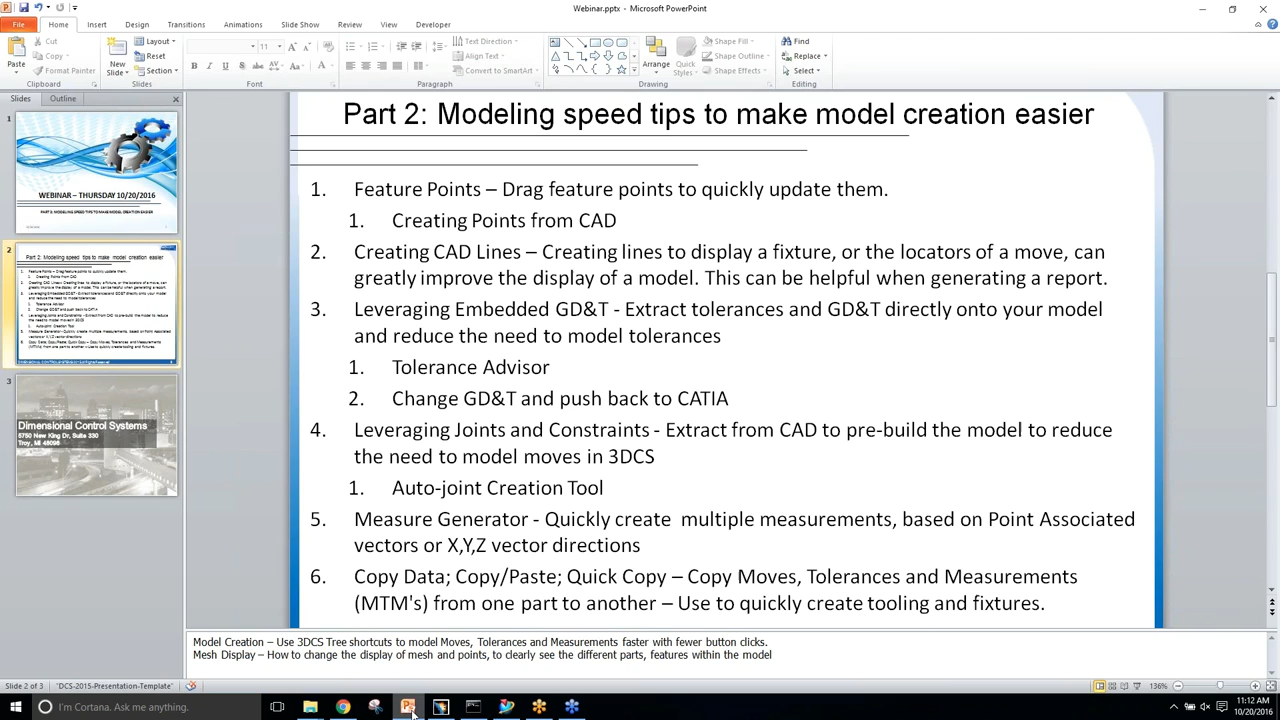 Webinar.pptx - Microsoft PowerPoint
File Home Insert Design Transitions Animations Slide Show Review View Developer
Paste
Cut
Copy
Format Painter
Clipboard
New
Slide
Layout
Reset
Section
Slides
11
Font
Text Direction
Align Text
Convert to SmartArt
Paragraph
Arrange
Quick
Styles
Shape Fill
Shape Outline
Shape Effects
Drawing
Find
Replace
Select
Editing
Slides Outline
1
WEBINAR – THURSDAY 10/20/2016
2
3
Dimensional Control Systems
5750 New King Dr, Suite 330
Troy, MI 48098
Part 2: Modeling speed tips to make model creation easier
1. Feature Points – Drag feature points to quickly update them.
1. Creating Points from CAD
2. Creating CAD Lines – Creating lines to display a fixture, or the locators of a move, can
greatly improve the display of a model. This can be helpful when generating a report.
3. Leveraging Embedded GD&T - Extract tolerances and GD&T directly onto your model
and reduce the need to model tolerances
1. Tolerance Advisor
2. Change GD&T and push back to CATIA
4. Leveraging Joints and Constraints - Extract from CAD to pre-build the model to reduce
the need to model moves in 3DCS
1. Auto-joint Creation Tool
5. Measure Generator - Quickly create multiple measurements, based on Point Associated
vectors or X,Y,Z vector directions
6. Copy Data; Copy/Paste; Quick Copy – Copy Moves, Tolerances and Measurements
(MTM's) from one part to another – Use to quickly create tooling and fixtures.
Model Creation – Use 3DCS Tree shortcuts to model Moves, Tolerances and Measurements faster with fewer button clicks.
Mesh Display – How to change the display of mesh and points, to clearly see the different parts, features within the model
Slide 2 of 3 "DCS-2015-Presentation-Template" 136%
I'm Cortana. Ask me anything.
11:12 AM
10/20/2016